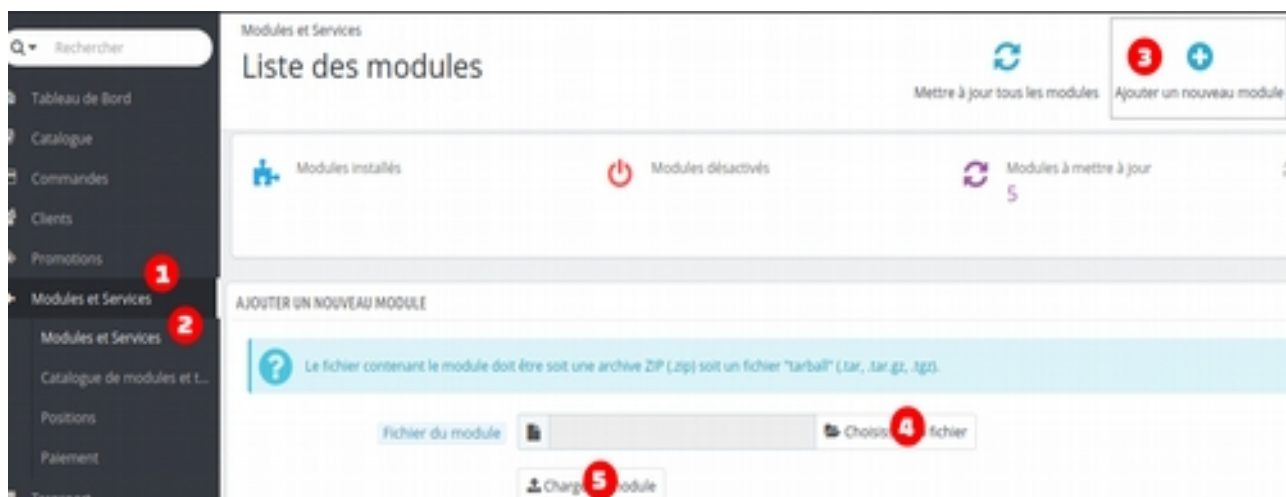 Rechercher
Tableau de Bord
Catalogue
Commandes
Clients
Promotions
1
Modules et Services
2
Modules et Services
Catalogue de modules et t...
Positions
Paiement
Modules et Services
Liste des modules
Mettre à jour tous les modules
3
Ajouter un nouveau module
Modules installés
Modules désactivés
Modules à mettre à jour
5
AJOUTER UN NOUVEAU MODULE
Le fichier contenant le module doit être soit une archive ZIP (.zip) soit un fichier "tarball" (.tar, .tar.gz, .tgz).
Fichier du module
4 fichier
5